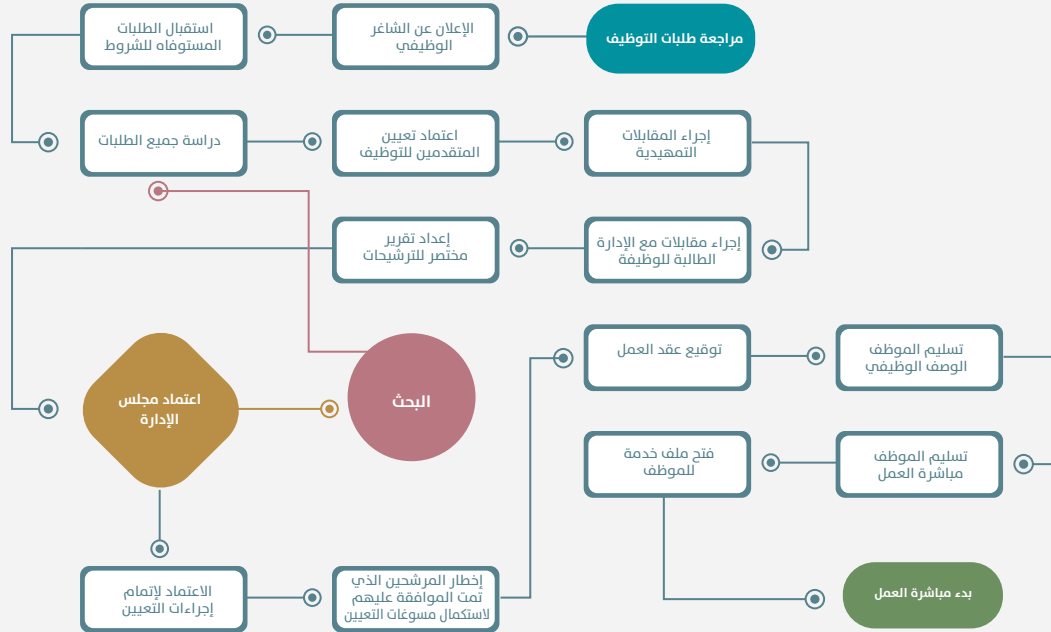 مراجعة طلبات التوظيف
الإعلان عن الشاغر
الوظيفي
استقبال الطلبات
المستوفاه للشروط
دراسة جميع الطلبات
اعتماد تعيين
المتقدمين للتوظيف
إجراء المقابلات
التمهيدية
إجراء مقابلات مع الإدارة
الطالبة للوظيفة
إعداد تقرير
مختصر للترشيحات
اعتماد مجلس
الإدارة
البحث
الاعتماد لإتمام
إجراءات التعيين
إخطار المرشحين الذي
تمت الموافقة عليهم
لاستكمال مسوغات التعيين
توقيع عقد العمل
تسليم الموظف
الوصف الوظيفي
تسليم الموظف
مباشرة العمل
فتح ملف خدمة
للموظف
بدء مباشرة العمل